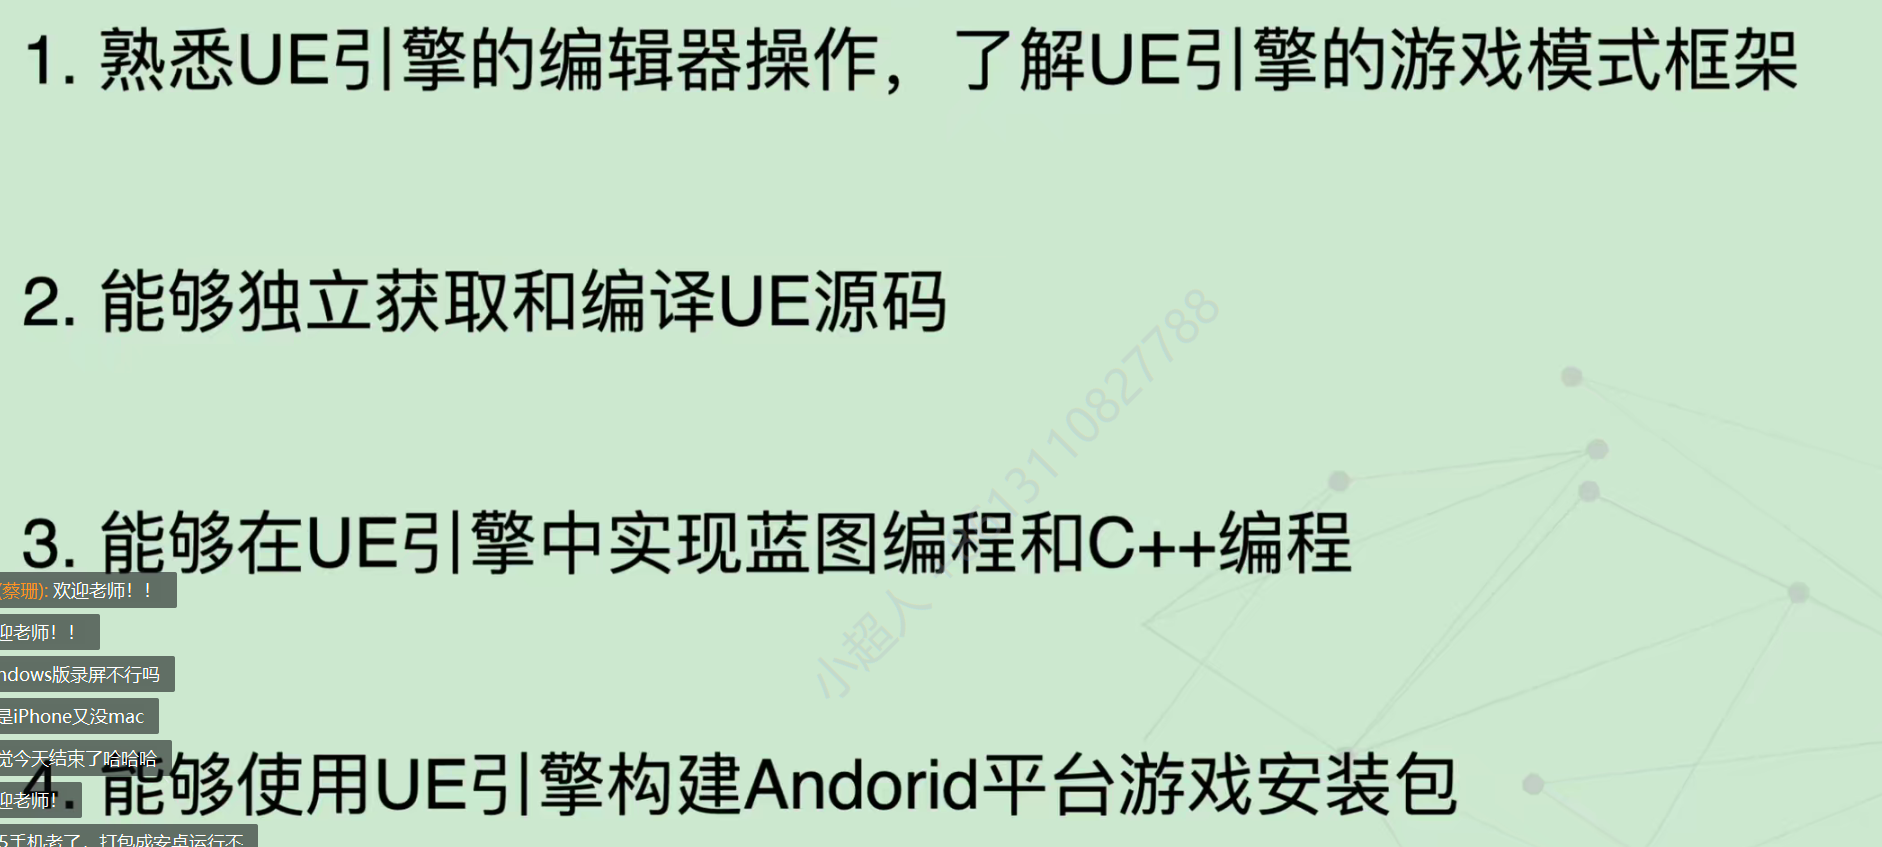 1. 熟悉UE引擎的编辑器操作，了解UE引擎的游戏模式框架
2. 能够独立获取和编译UE源码
3. 能够在UE引擎中实现蓝图编程和C++编程
(蔡珊): 欢迎老师！！
迎老师！！
ndows版录屏不行吗
是iPhone又没mac
觉今天结束了哈哈哈
4. 能够使用UE引擎构建Andorid平台游戏安装包
迎老师！
5手机老了，打包成安卓运行不
小超人 13110827788